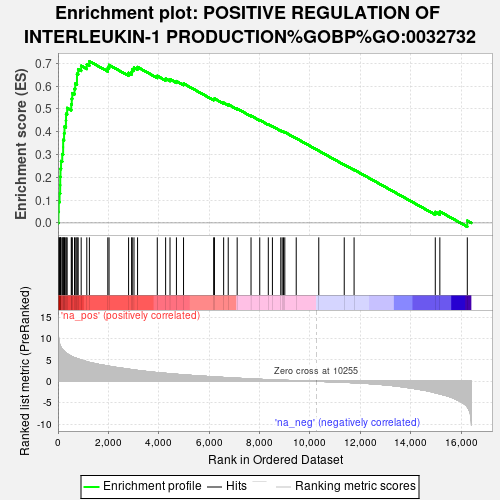 Enrichment plot: POSITIVE REGULATION OF
INTERLEUKIN-1 PRODUCTION%GOBP%GO:0032732
Enrichment score (ES)
0.7
0.6
0.5
0.4
0.3
0.2
0.1
0.0
Ranked list metric (PreRanked)
15
10
5
0
-5
-10
'na_pos' (positively correlated)
Zero cross at 10255
'na_neg' (negatively correlated)
0 2,000 4,000 6,000 8,000 10,000 12,000 14,000 16,000
Rank in Ordered Dataset
Enrichment profile Hits Ranking metric scores